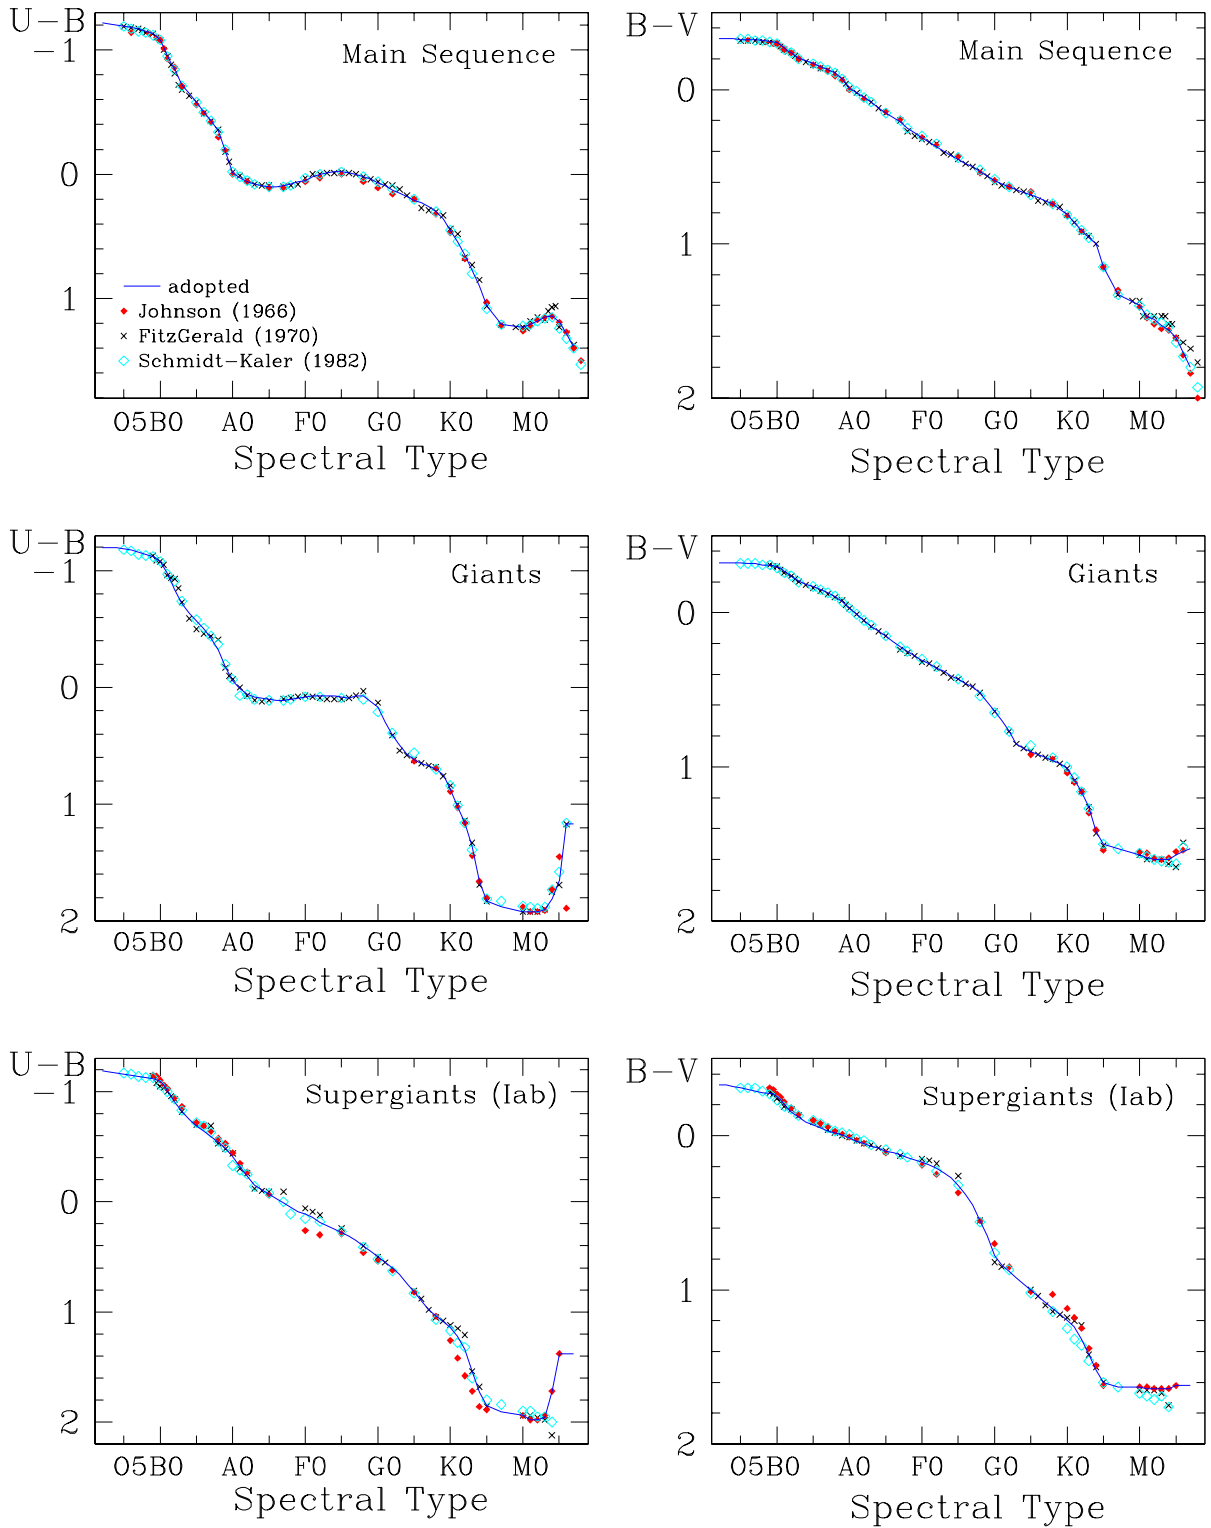 U−B
−1
0
1
Main Sequence
adopted
Johnson (1966)
FitzGerald (1970)
Schmidt−Kaler (1982)
O5B0 A0 F0 G0 K0 M0
Spectral Type
B−V
0
1
2
Main Sequence
O5B0 A0 F0 G0 K0 M0
Spectral Type
U−B
−1
0
1
2
Giants
O5B0 A0 F0 G0 K0 M0
Spectral Type
B−V
0
1
2
Giants
O5B0 A0 F0 G0 K0 M0
Spectral Type
U−B
−1
0
1
2
Supergiants (Iab)
O5B0 A0 F0 G0 K0 M0
Spectral Type
B−V
0
1
2
Supergiants (Iab)
O5B0 A0 F0 G0 K0 M0
Spectral Type